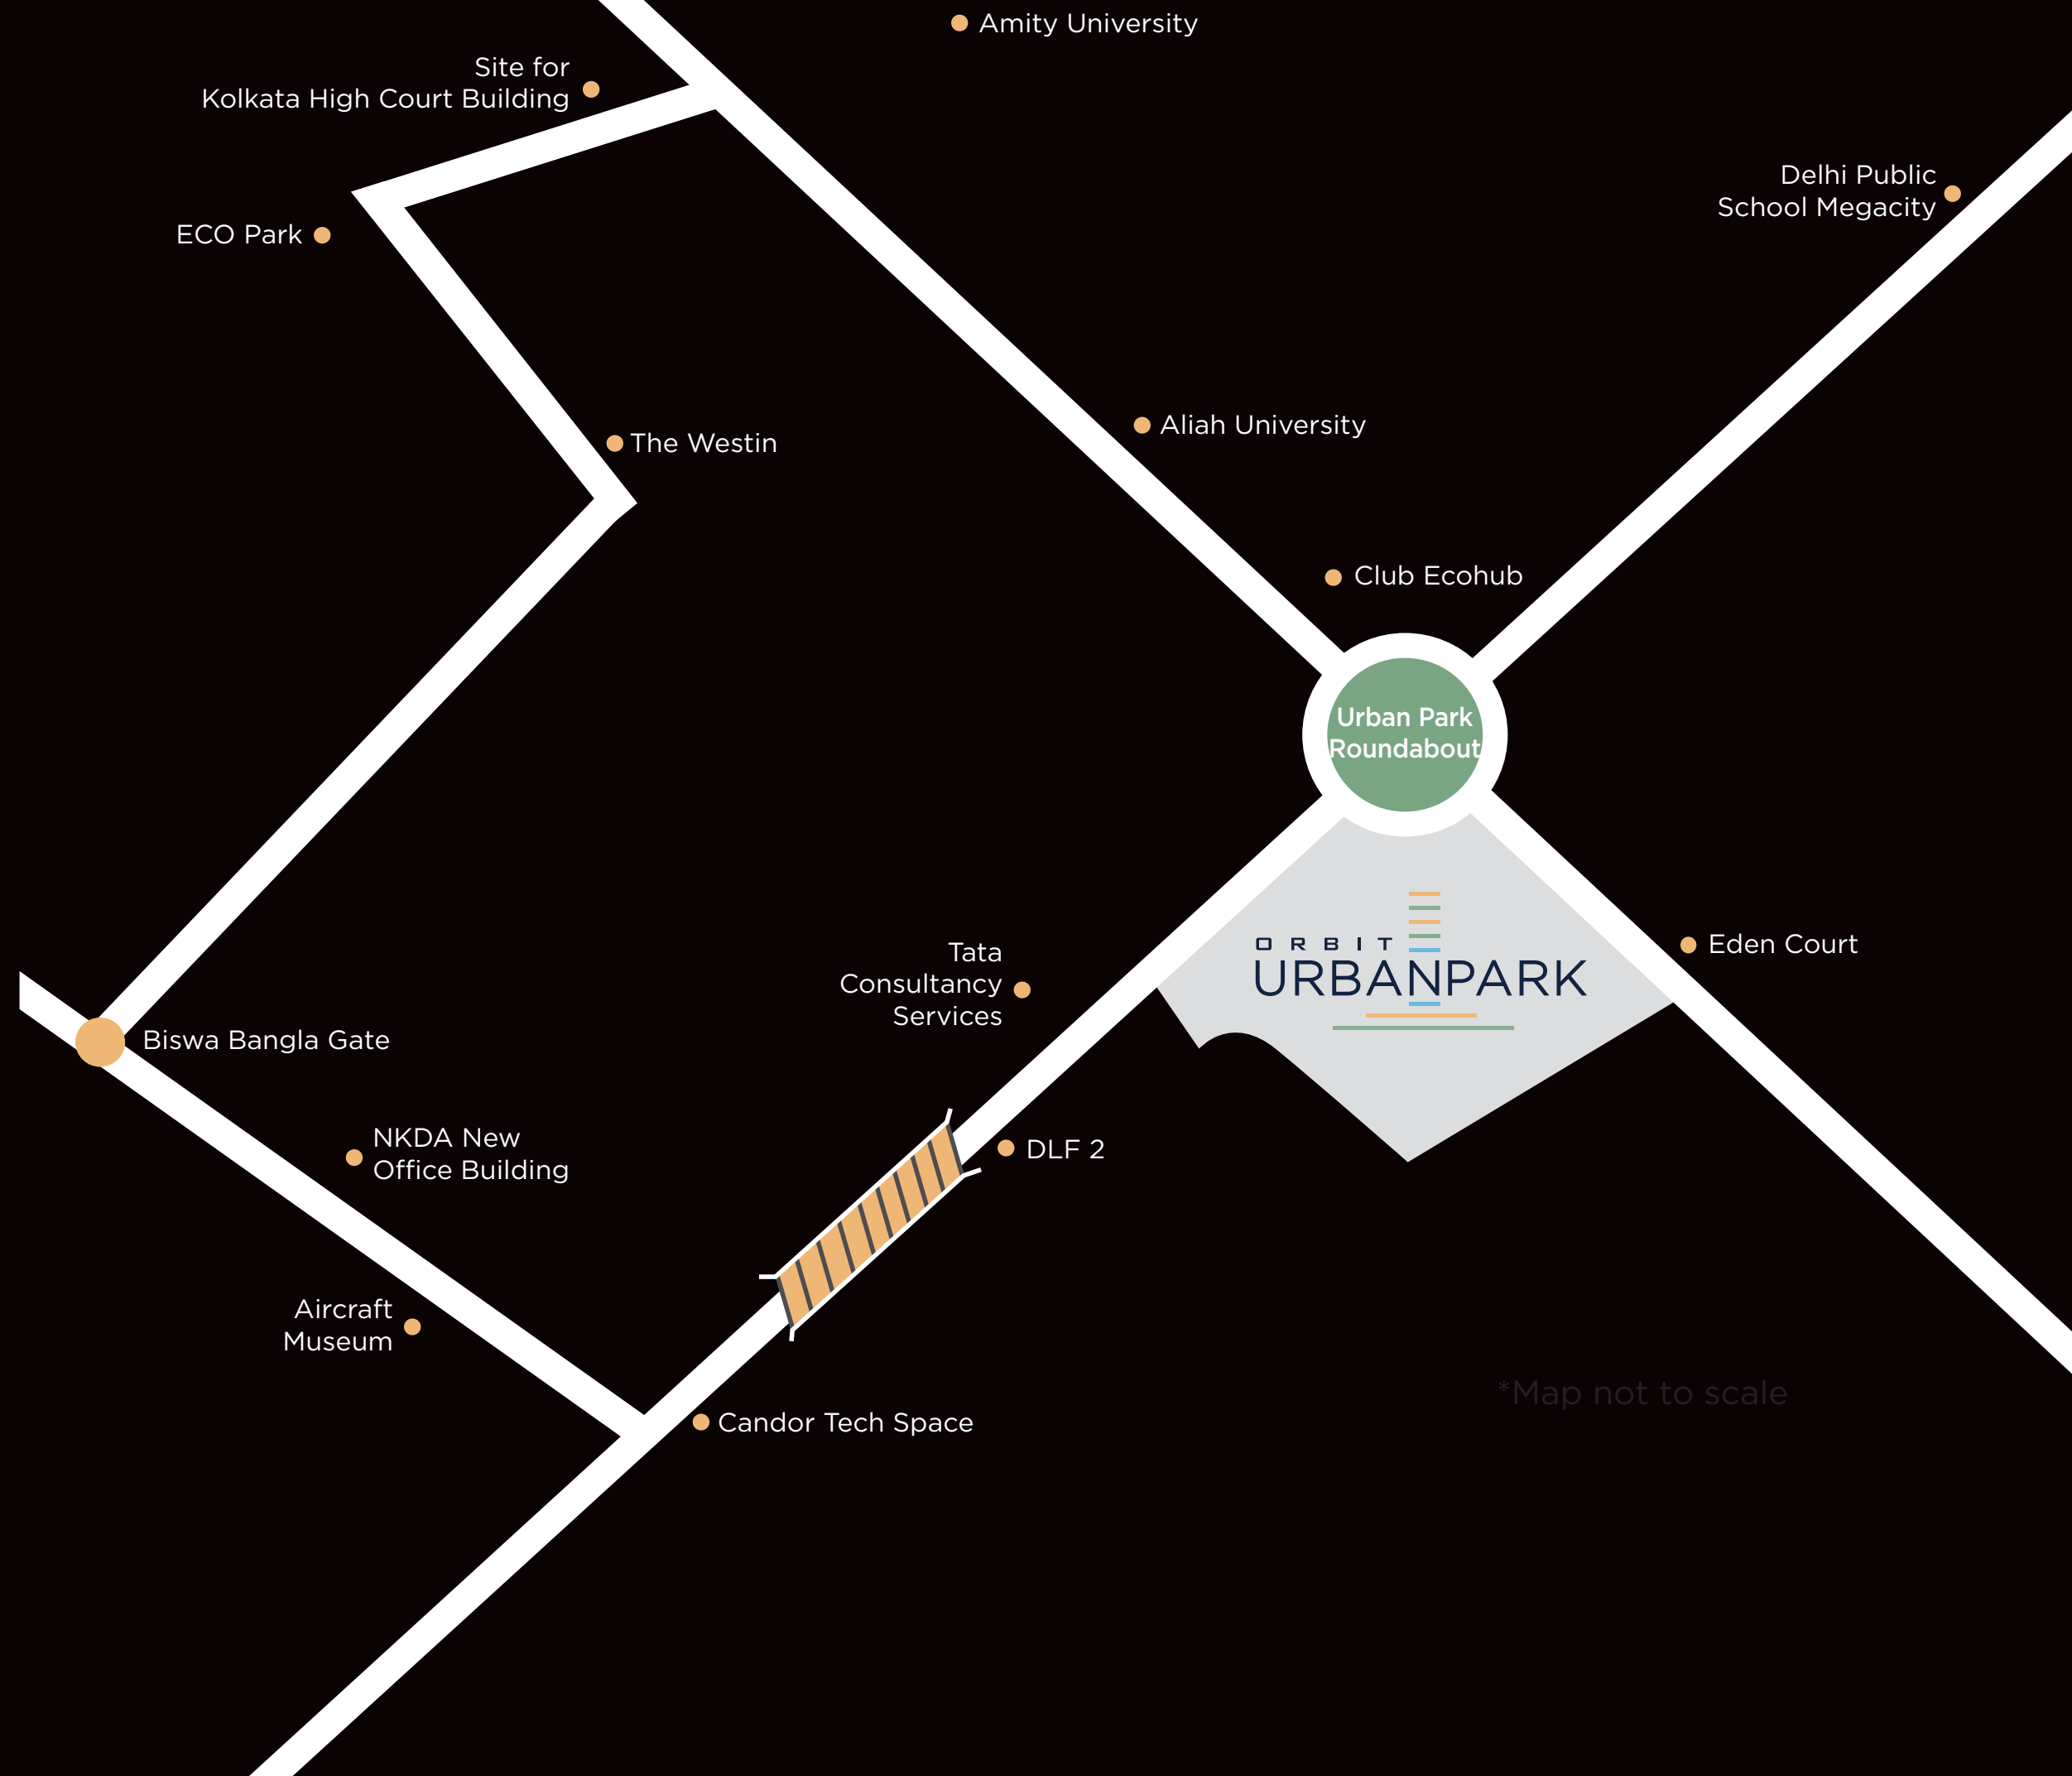 Amity University
Site for
Kolkata High Court Building
Delhi Public
School Megacity
ECO Park
Aliah University
The Westin
Club Ecohub
Urban Park
Roundabout
ORBIT
URBANPARK
Eden Court
Tata
Consultancy
Services
Biswa Bangla Gate
NKDA New
Office Building
DLF 2
Aircraft
Museum
*Map not to scale
Candor Tech Space